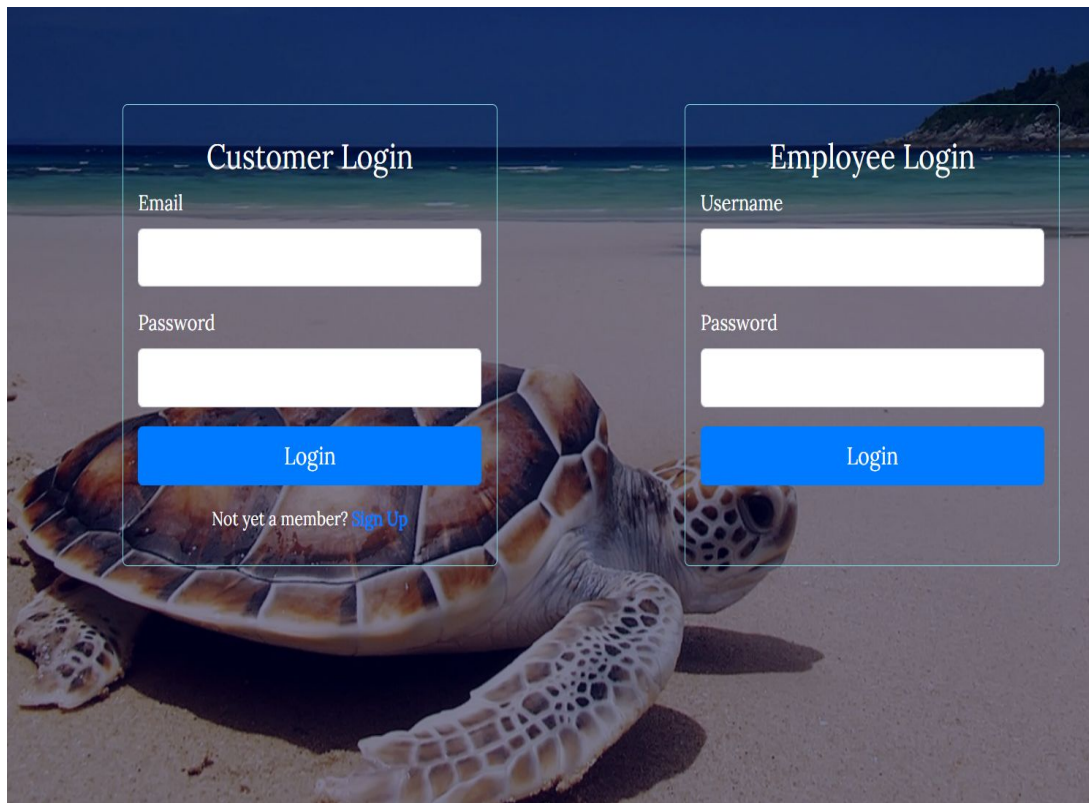 Customer Login
Email
Password
Login
Not yet a member? Sign Up
Employee Login
Username
Password
Login